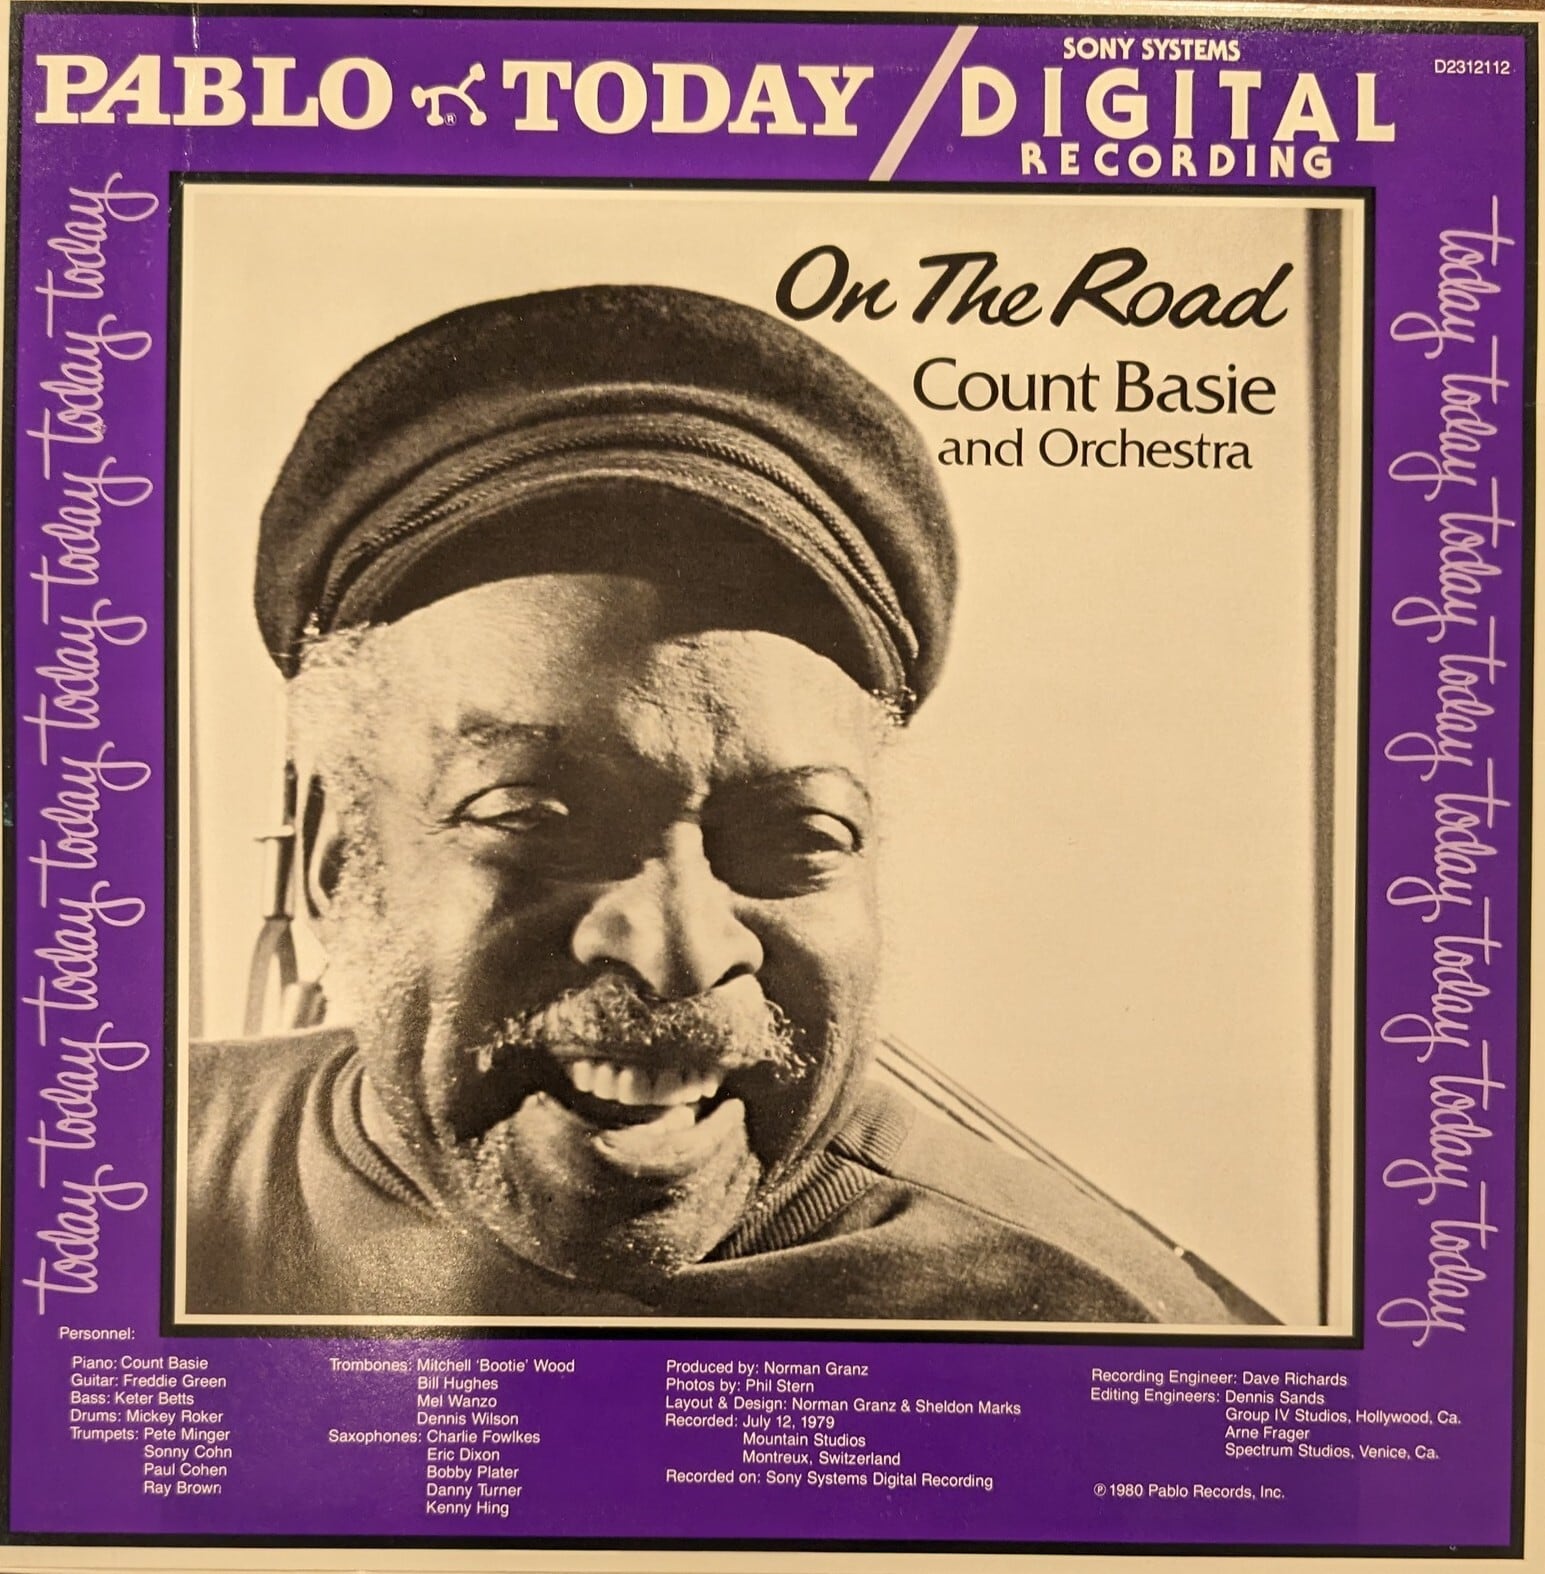 PABLO TODAY / SONY SYSTEMS
DIGITAL
RECORDING
D2312112
today today today today today today today today
today today today today today today today today
On The Road
Count Basie
and Orchestra
Personnel:
Piano: Count Basie
Guitar: Freddie Green
Bass: Keter Betts
Drums: Mickey Roker
Trumpets: Pete Minger
Sonny Cohn
Paul Cohen
Ray Brown
Trombones: Mitchell 'Bootie' Wood
Bill Hughes
Mel Wanzo
Dennis Wilson
Saxophones: Charlie Fowlkes
Eric Dixon
Bobby Plater
Danny Turner
Kenny Hing
Produced by: Norman Granz
Photos by: Phil Stern
Layout & Design: Norman Granz & Sheldon Marks
Recorded: July 12, 1979
Mountain Studios
Montreux, Switzerland
Recorded on: Sony Systems Digital Recording
Recording Engineer: Dave Richards
Editing Engineers: Dennis Sands
Group IV Studios, Hollywood, Ca.
Arne Frager
Spectrum Studios, Venice, Ca.
℗ 1980 Pablo Records, Inc.